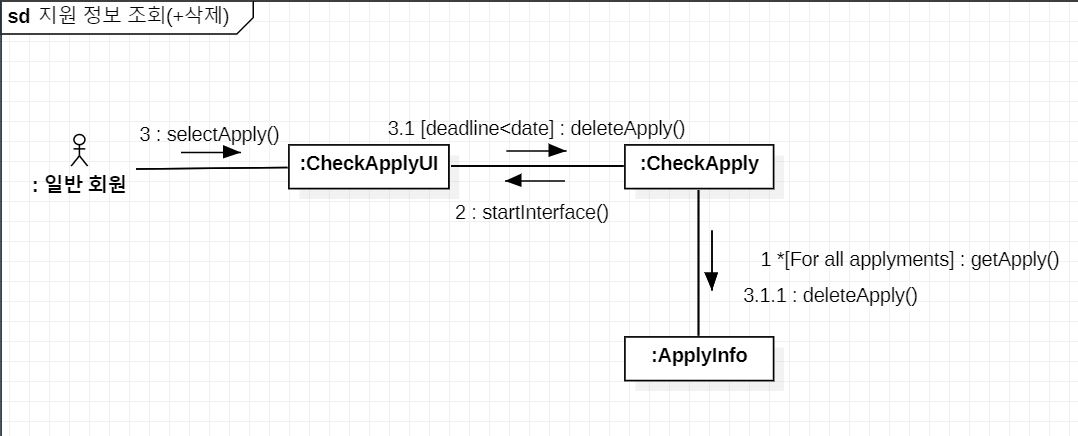 sd 지원 정보 조회(+삭제)
3 : selectApply()
3.1 [deadline<date] : deleteApply()
:CheckApplyUI
:CheckApply
: 일반 회원
2 : startInterface()
1 *[For all applyments] : getApply()
3.1.1 : deleteApply()
:ApplyInfo